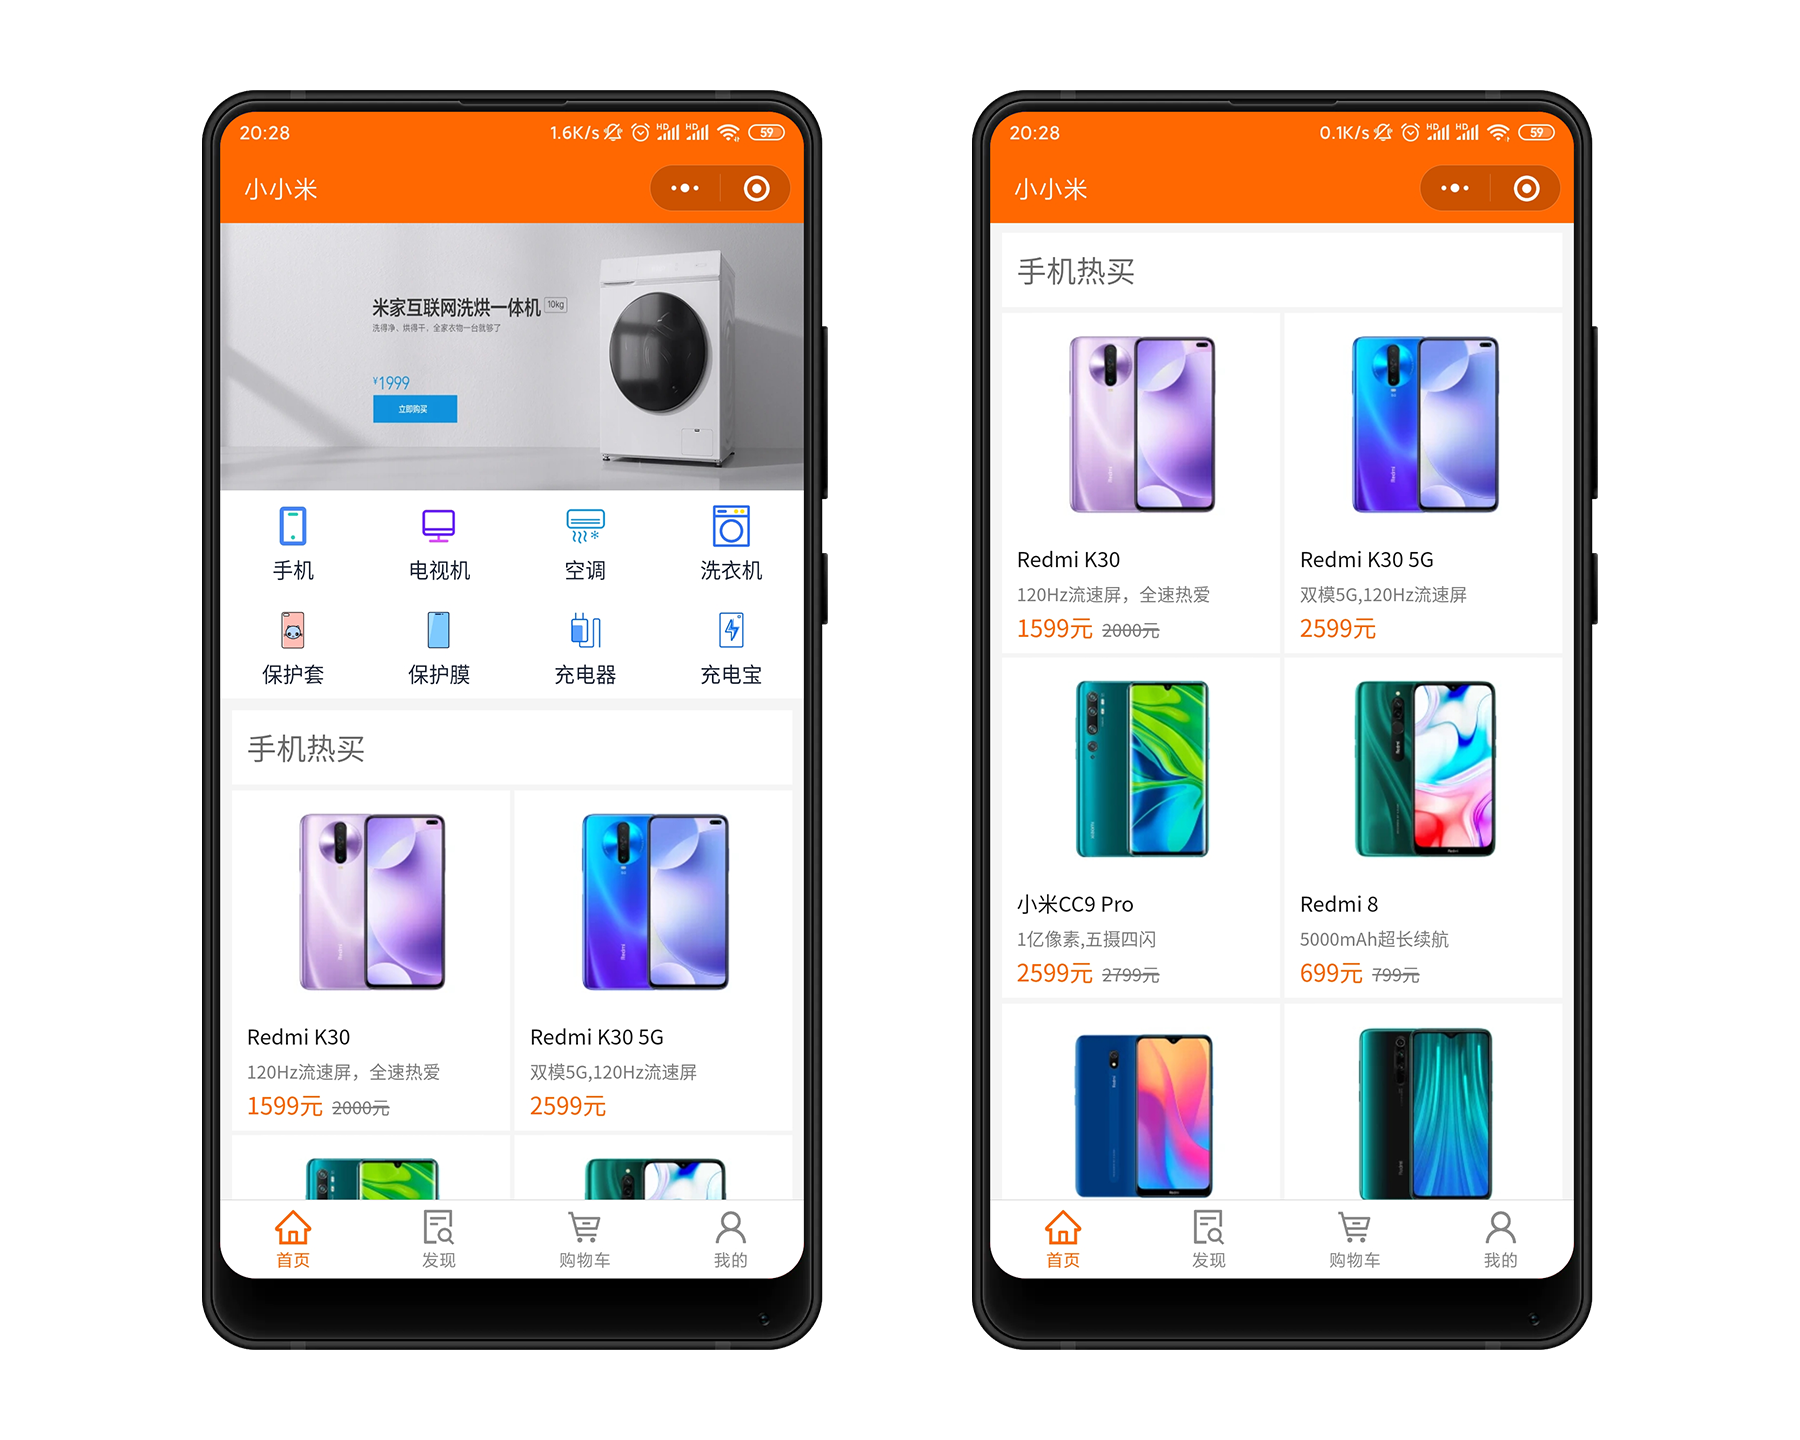 20:28
1.6K/s HD HD 59
小小米
米家互联网洗烘一体机 10kg
洗得净、烘得干，全家衣物一台就够了
¥1999
立即购买
手机 电视机 空调 洗衣机
保护套 保护膜 充电器 充电宝
手机热买
Redmi K30
120Hz流速屏，全速热爱
1599元 2000元
Redmi K30 5G
双模5G,120Hz流速屏
2599元
首页 发现 购物车 我的
20:28
0.1K/s HD HD 59
小小米
手机热买
Redmi K30
120Hz流速屏，全速热爱
1599元 2000元
Redmi K30 5G
双模5G,120Hz流速屏
2599元
小米CC9 Pro
1亿像素,五摄四闪
2599元 2799元
Redmi 8
5000mAh超长续航
699元 799元
首页 发现 购物车 我的